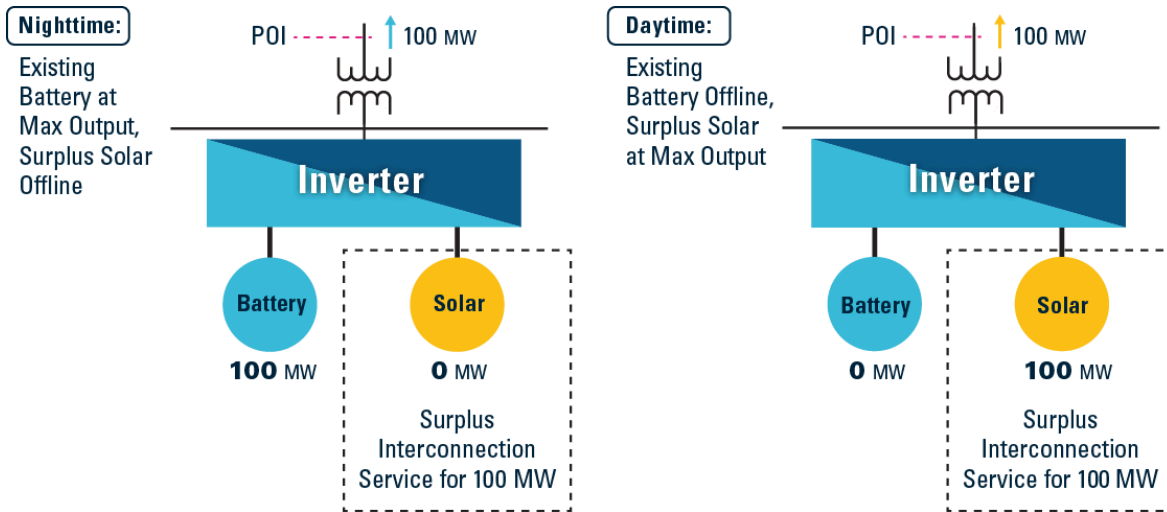 Nighttime:
Existing
Battery at
Max Output,
Surplus Solar
Offline
POI
100 MW
Inverter
Battery
Solar
100 MW
0 MW
Surplus
Interconnection
Service for 100 MW
Daytime:
Existing
Battery Offline,
Surplus Solar
at Max Output
POI
100 MW
Inverter
Battery
Solar
0 MW
100 MW
Surplus
Interconnection
Service for 100 MW